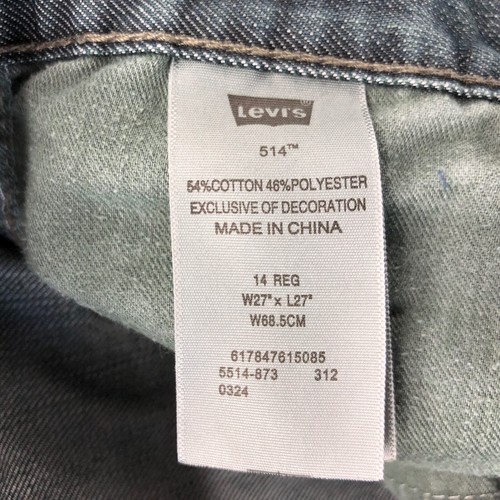 Levi's®
514™
54%COTTON 46%POLYESTER
EXCLUSIVE OF DECORATION
MADE IN CHINA
14 REG
W27" x L27"
W68.5CM
617847615085
5514-873 312
0324